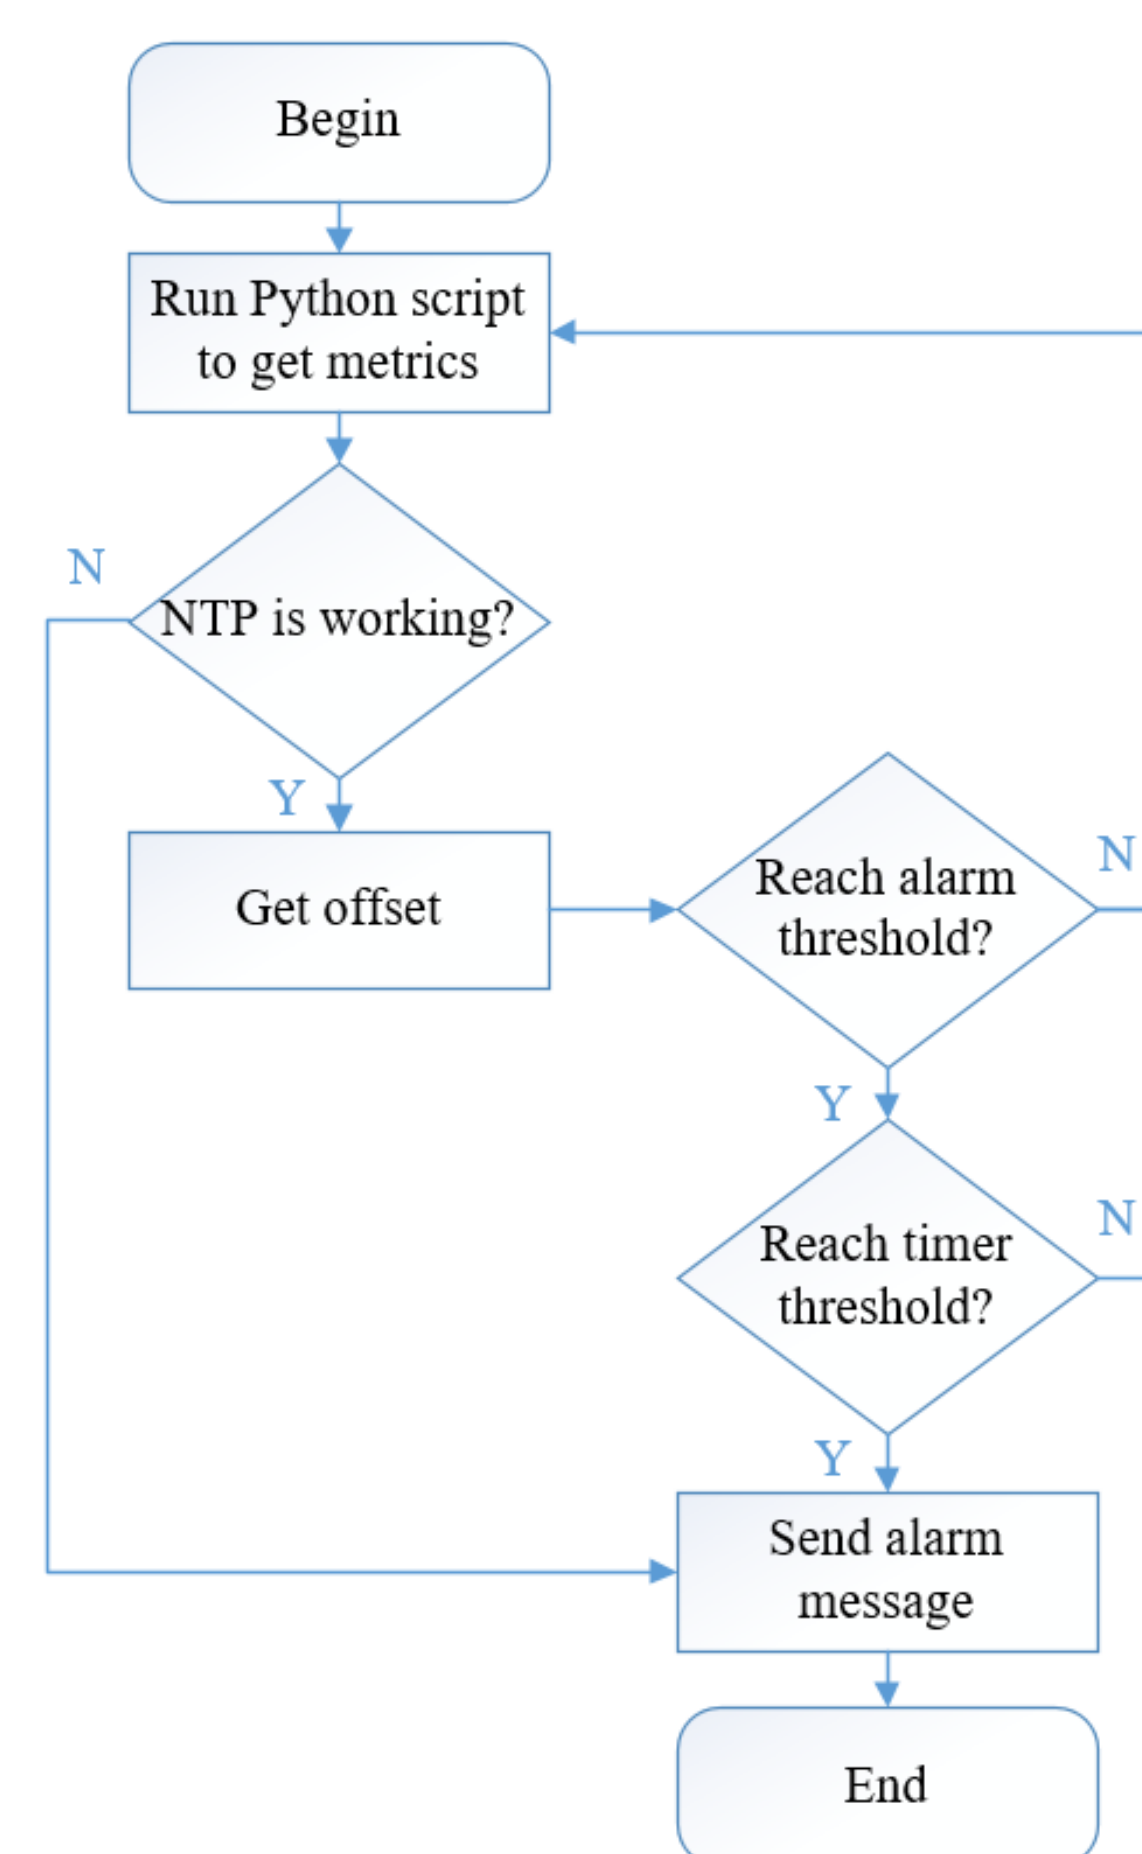 Begin
Run Python script
to get metrics
N
NTP is working?
Y
Get offset
Reach alarm
threshold?
N
Y
Reach timer
threshold?
N
Y
Send alarm
message
End